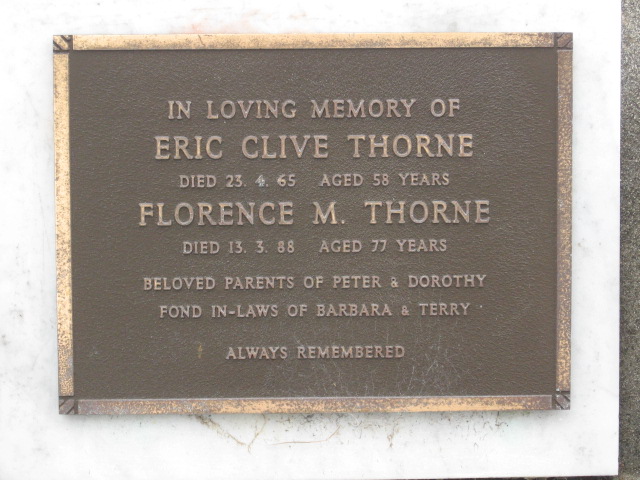 IN LOVING MEMORY OF
ERIC CLIVE THORNE
DIED 23. 4. 65 AGED 58 YEARS
FLORENCE M. THORNE
DIED 13. 3. 88 AGED 77 YEARS
BELOVED PARENTS OF PETER & DOROTHY
FOND IN-LAWS OF BARBARA & TERRY
ALWAYS REMEMBERED